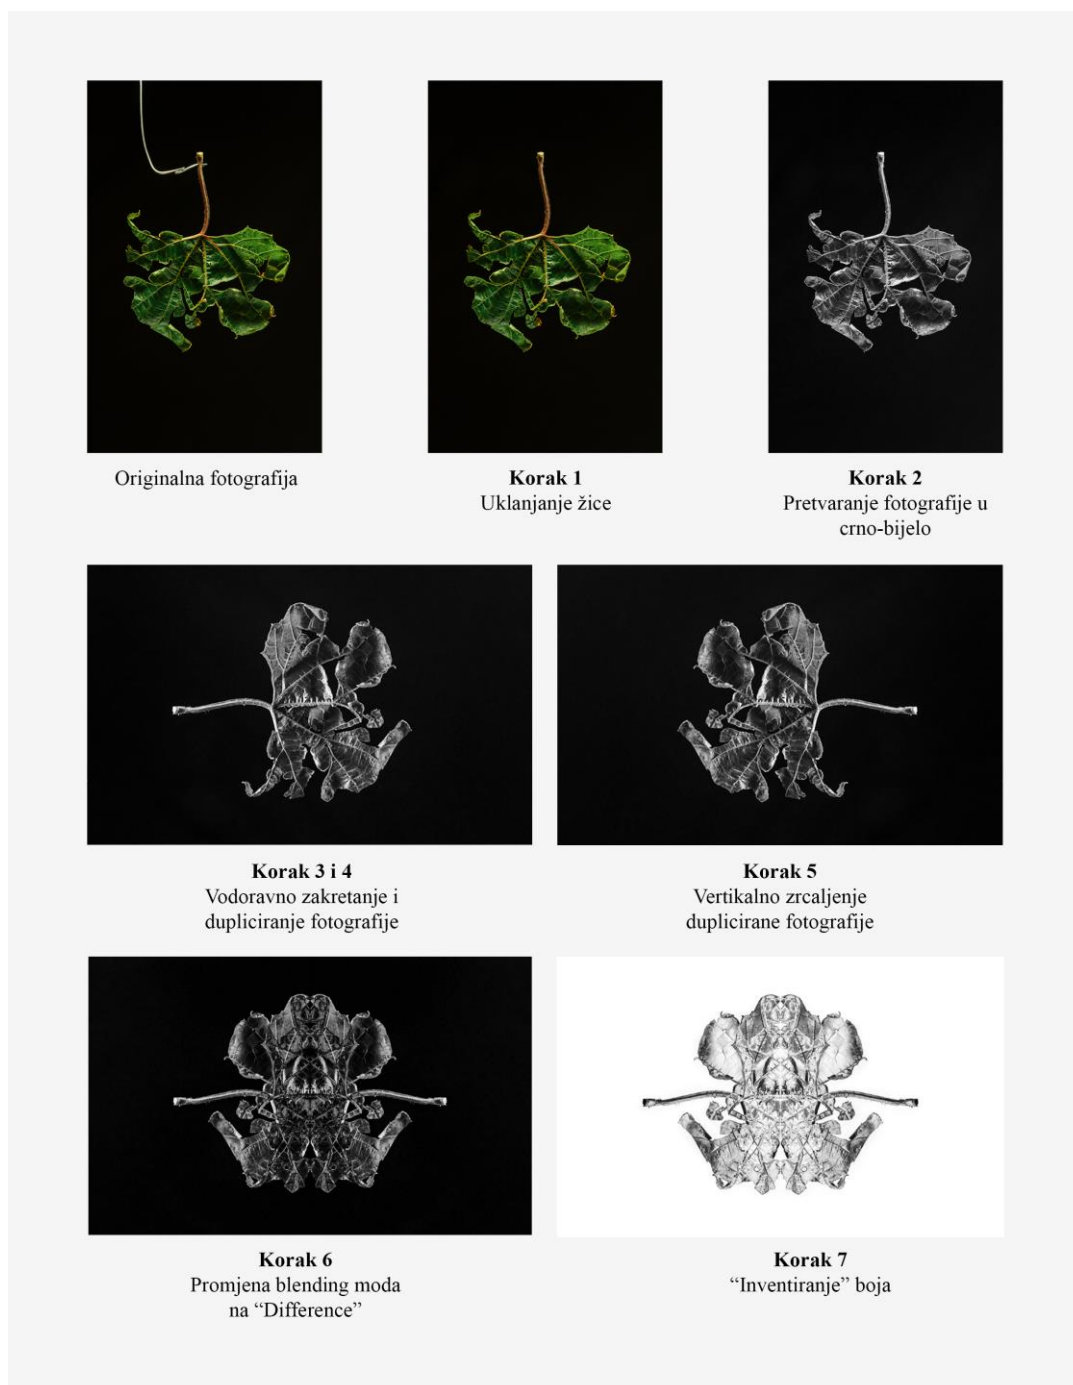 Originalna fotografija
Korak 1
Uklanjanje žice
Korak 2
Pretvaranje fotografije u
crno-bijelo
Korak 3 i 4
Vodoravno zakretanje i
dupliciranje fotografije
Korak 5
Vertikalno zrcaljenje
duplicirane fotografije
Korak 6
Promjena blending moda
na “Difference”
Korak 7
“Inventiranje” boja